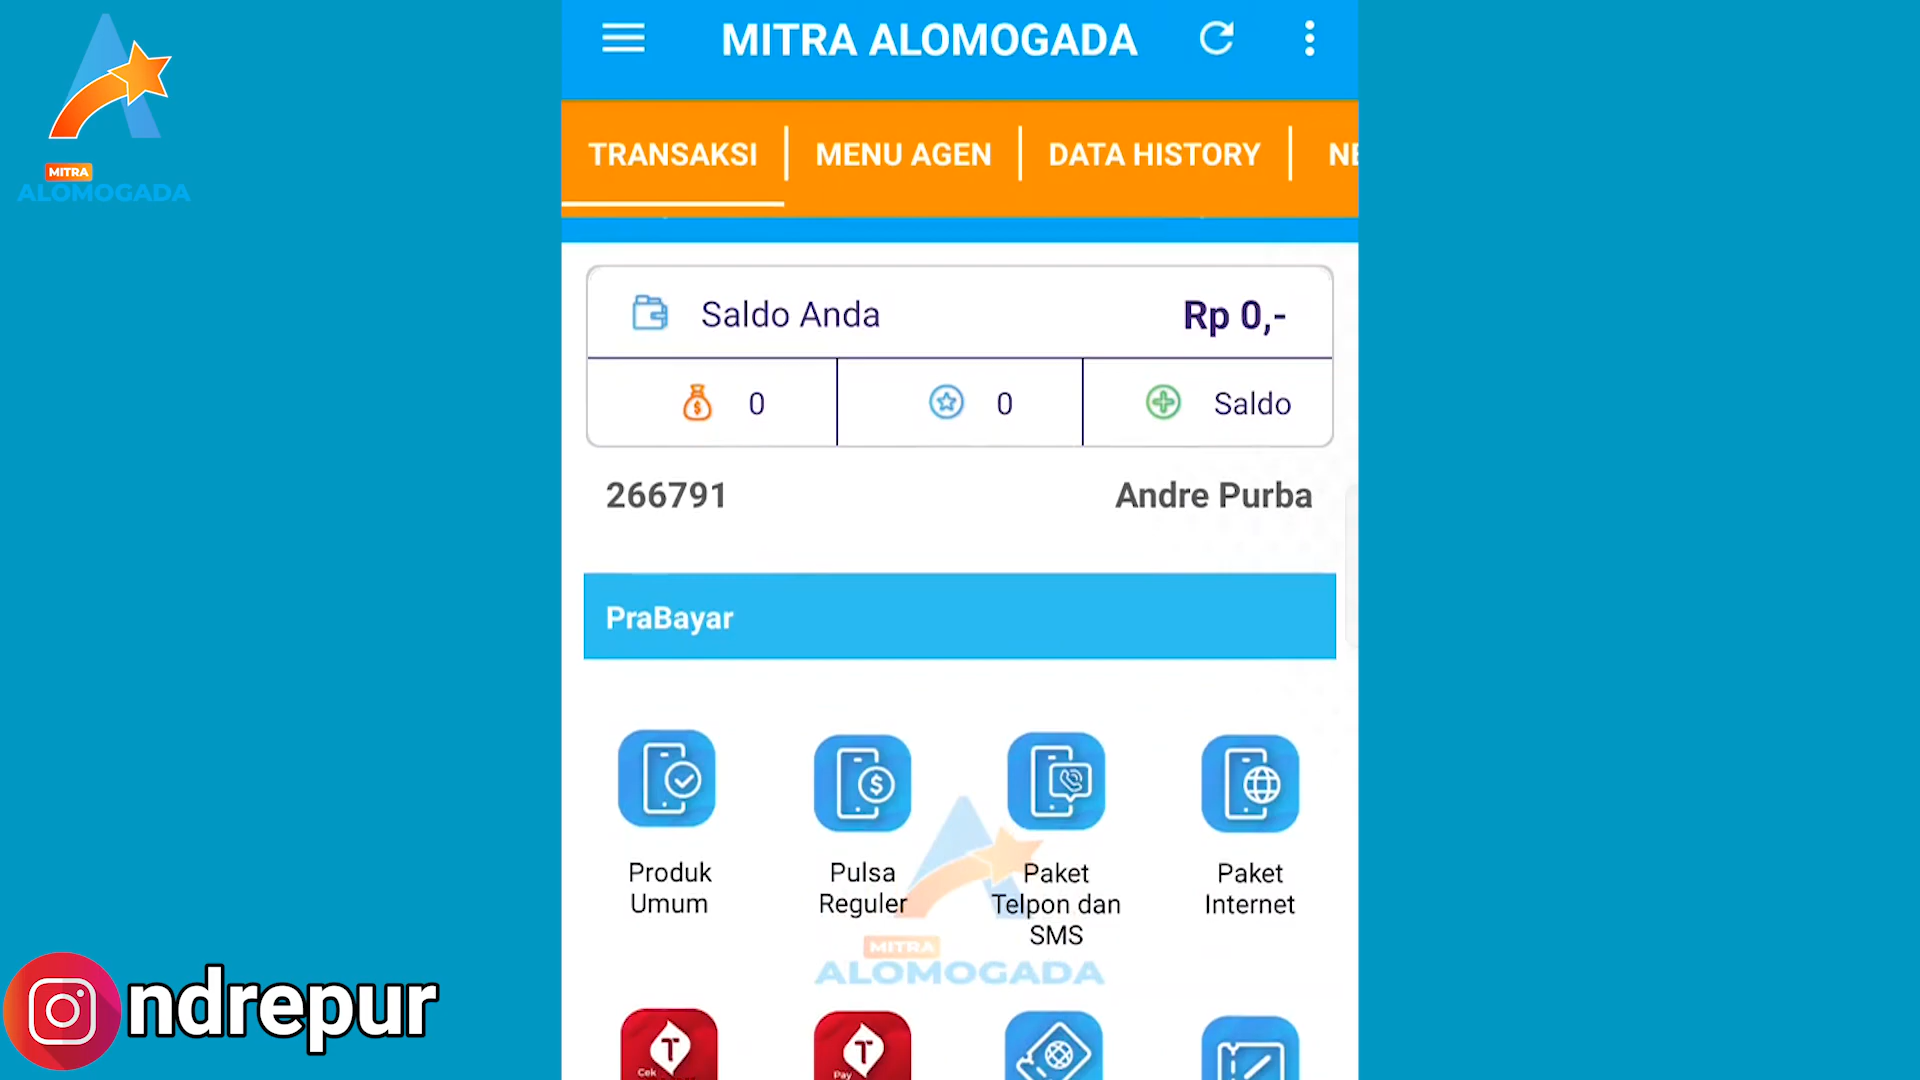 MITRA ALOMOGADA
TRANSAKSI
MENU AGEN
DATA HISTORY
NE
MITRA
ALOMOGADA
Saldo Anda
Rp 0,-
0
0
Saldo
266791
Andre Purba
PraBayar
Produk
Umum
Pulsa
Reguler
Paket
Telpon dan
SMS
Paket
Internet
MITRA
ALOMOGADA
T
Cek
T
Pay
ndrepur